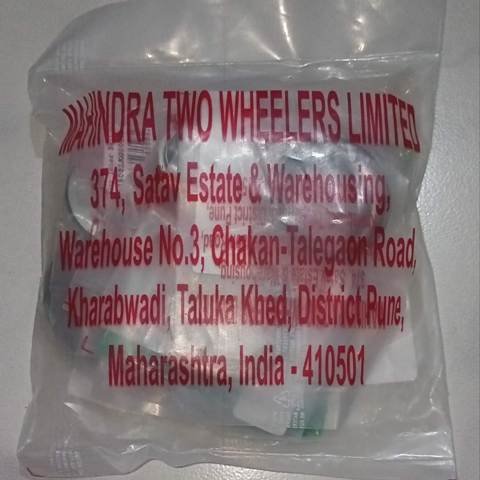 MAHINDRA TWO WHEELERS LIMITED
374, Satav Estate & Warehousing,
Warehouse No.3, Chakan-Talegaon Road,
Kharabwadi, Taluka Khed, District Pune,
Maharashtra, India - 410501